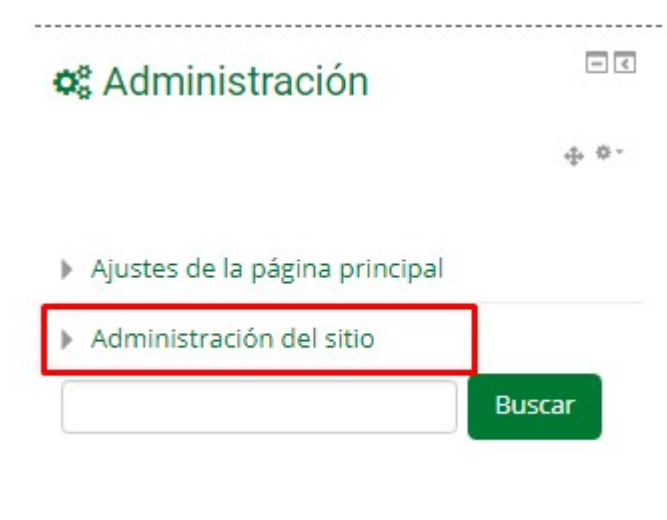 Administración
Ajustes de la página principal
Administración del sitio
Buscar